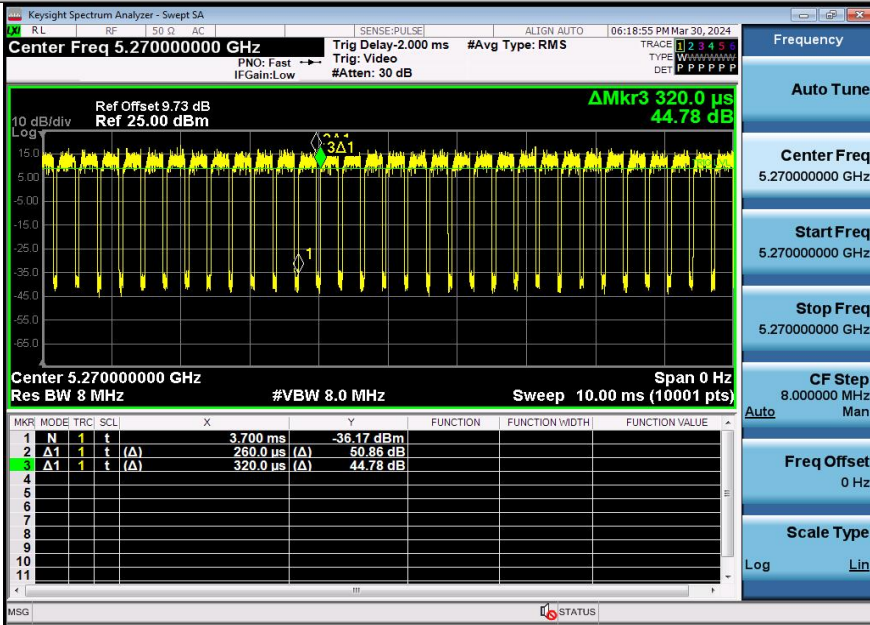 Keysight Spectrum Analyzer - Swept SA
LXI RL RF 50 Ω AC SENSE:PULSE ALIGN AUTO 06:18:55 PM Mar 30, 2024
Center Freq 5.270000000 GHz
PNO: Fast
IFGain:Low
Trig Delay-2.000 ms
Trig: Video
#Atten: 30 dB
#Avg Type: RMS
TRACE 1 2 3 4 5 6
TYPE WWWWWW
DET P P P P P P
Ref Offset 9.73 dB
10 dB/div Ref 25.00 dBm
Log
ΔMkr3 320.0 µs
44.78 dB
15.0
5.00
-5.00
-15.0
-25.0
-35.0
-45.0
-55.0
-65.0
3Δ1
1
Center 5.270000000 GHz Span 0 Hz
Res BW 8 MHz #VBW 8.0 MHz Sweep 10.00 ms (10001 pts)
MKR MODE TRC SCL X Y FUNCTION FUNCTION WIDTH FUNCTION VALUE
1 N 1 t 3.700 ms -36.17 dBm
2 Δ1 1 t (Δ) 260.0 µs (Δ) 50.86 dB
3 Δ1 1 t (Δ) 320.0 µs (Δ) 44.78 dB
4
5
6
7
8
9
10
11
MSG STATUS
Frequency
Auto Tune
Center Freq
5.270000000 GHz
Start Freq
5.270000000 GHz
Stop Freq
5.270000000 GHz
CF Step
8.000000 MHz
Auto Man
Freq Offset
0 Hz
Scale Type
Log Lin